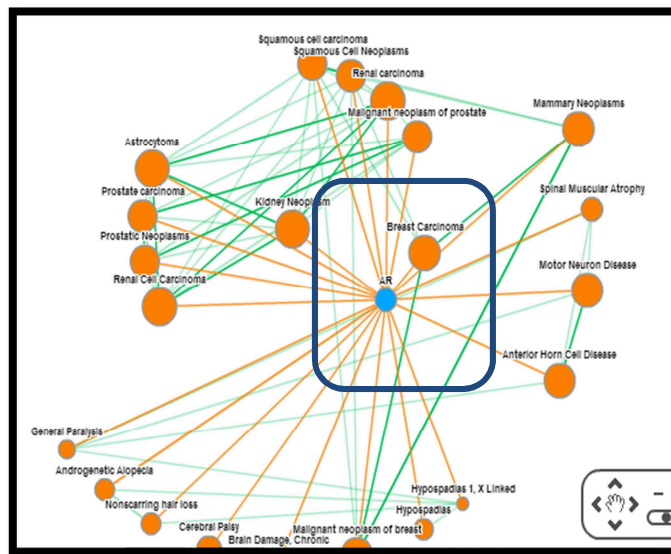 Squamous cell carcinoma
Squamous Cell Neoplasms
Renal carcinoma
Malignant neoplasm of prostate
Mammary Neoplasms
Astrocytoma
Prostate carcinoma
Kidney Neoplasm
Spinal Muscular Atrophy
Prostatic Neoplasms
Breast Carcinoma
Renal Cell Carcinoma
AR
Motor Neuron Disease
Anterior Horn Cell Disease
General Paralysis
Androgenetic Alopecia
Nonscarring hair loss
Hypospadias 1, X Linked
Hypospadias
Cerebral Palsy
Malignant neoplasm of breast
Brain Damage, Chronic